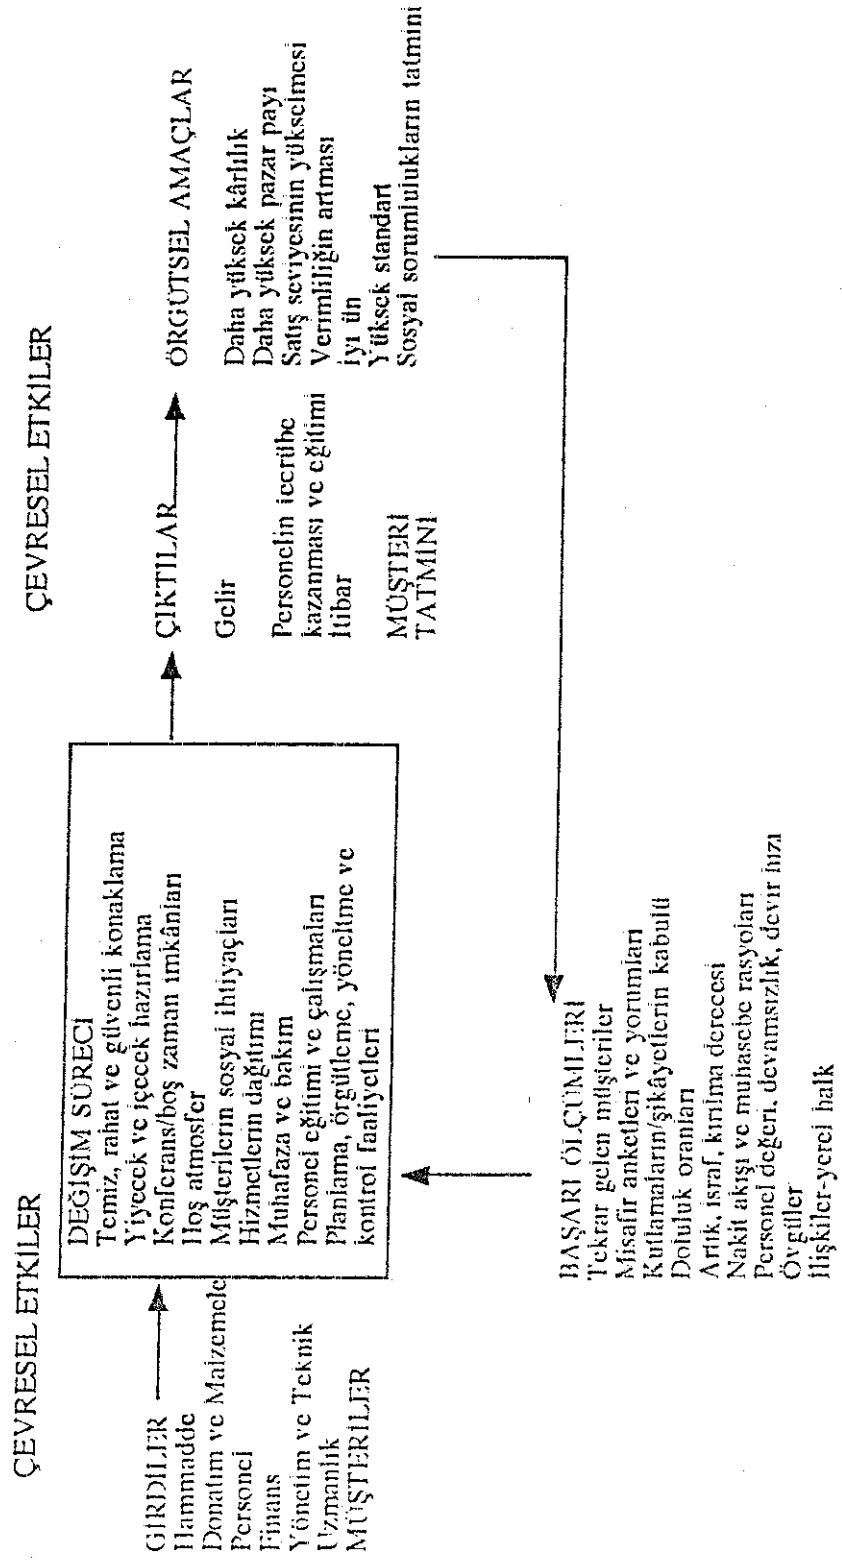 ÇEVRESEL ETKİLER
ÇEVRESEL ETKİLER
GİRDİLER
Hammadde
Donatım ve Malzemele
Personel
Finans
Yönetim ve Teknik
Uzmanlık
MÜŞTERİLER
DEĞİŞİM SÜRECİ
Temiz, rahat ve güvenli konaklama
Yiyecek ve içecek hazırlama
Konferans/boş zaman imkânları
Hoş atmosfer
Müşterilerin sosyal ihtiyaçları
Hizmetlerin dağıtımı
Muhafaza ve bakım
Personel eğitimi ve çalışmaları
Planlama, örgütleme, yöneltme ve
kontrol faaliyetleri
ÇIKTILAR
Gelir
Personelin tecrübe
kazanması ve eğitimi
İtibar
MÜŞTERİ
TATMİNİ
ÖRGÜTSEL AMAÇLAR
Daha yüksek kârlılık
Daha yüksek pazar payı
Satış seviyesinin yükselmesi
Verimliliğin artması
İyi ün
Yüksek standart
Sosyal sorumlulukların tatmini
BAŞARI ÖLÇÜMLERİ
Tekrar gelen müşteriler
Misafir anketleri ve yorumları
Kutlamaların/şikâyetlerin kabulü
Doluluk oranları
Artık, israf, kırılma derecesi
Nakit akışı ve muhasebe rasyoları
Personel değeri, devamsızlık, devir hızı
Övgüler
İlişkiler-yerel halk